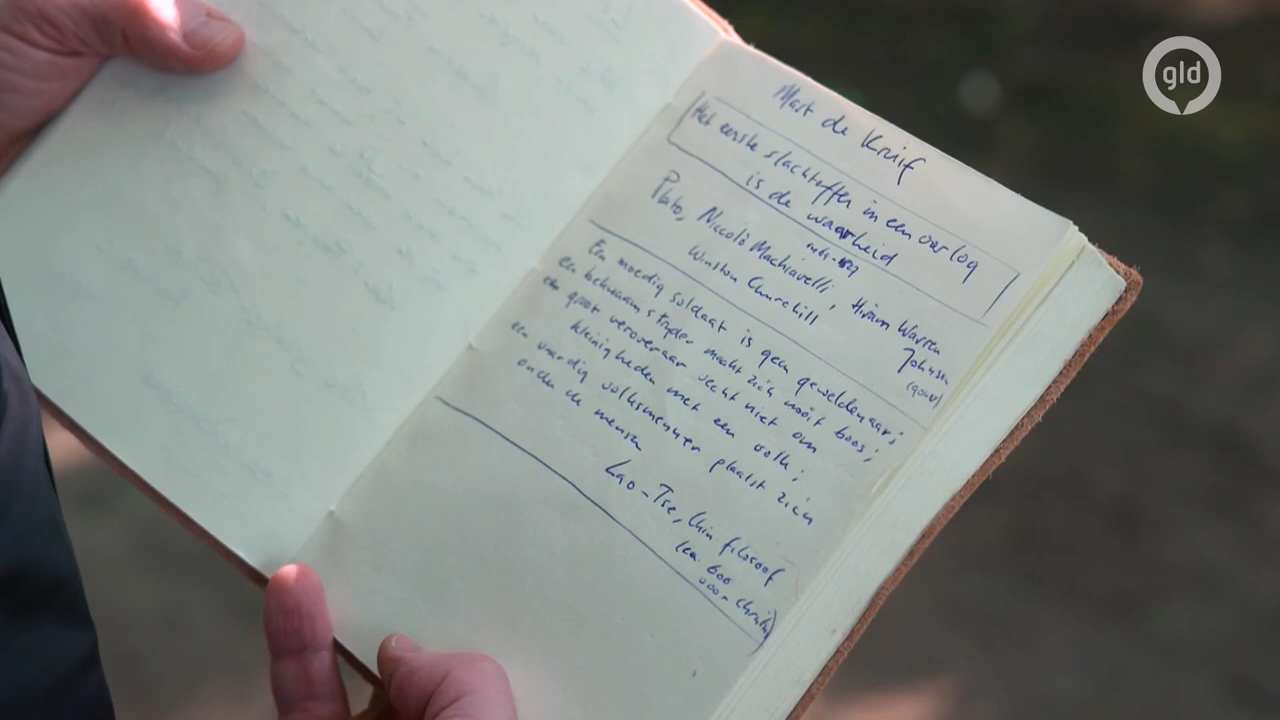 Mart de Kruif
Het eerste slachtoffer in een oorlog
is de waarheid
Plato, Niccolò Machiavelli, Hiram Warren
Winston Churchill
Johnson
Een moedig soldaat is geen geweldenaar;
een bekwaam strijder maakt zich nooit boos;
een groot veroveraar vecht niet om
kleinigheden met een volk;
een waardig volksmenner plaatst zich
onder de mensen
Lao-Tse, Chin filosoof
(ca. 600
voor Christus)
gld